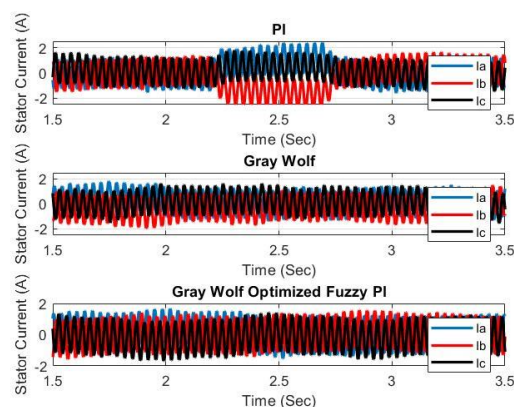 PI
Stator Current (A)
2
0
-2
1.5 2 2.5 3 3.5
Time (Sec)
Ia
Ib
Ic
Gray Wolf
Stator Current (A)
2
0
-2
1.5 2 2.5 3 3.5
Time (Sec)
Ia
Ib
Ic
Gray Wolf Optimized Fuzzy PI
Stator Current (A)
2
0
-2
1.5 2 2.5 3 3.5
Time (Sec)
Ia
Ib
Ic